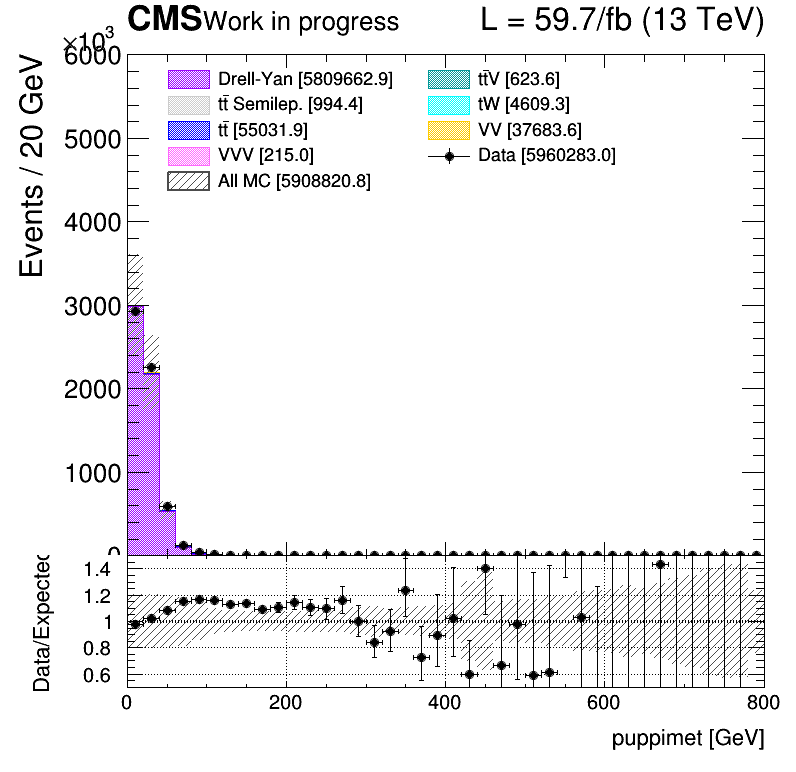 CMS Work in progress L = 59.7/fb (13 TeV)
×10³
6000
5000
4000
3000
2000
1000
0
Events / 20 GeV
Drell-Yan [5809662.9]
tt̄ Semilep. [994.4]
tt̄ [55031.9]
VVV [215.0]
All MC [5908820.8]
tt̄V [623.6]
tW [4609.3]
VV [37683.6]
Data [5960283.0]
1.4
1.2
1
0.8
0.6
Data/Expected
0 200 400 600 800
puppimet [GeV]